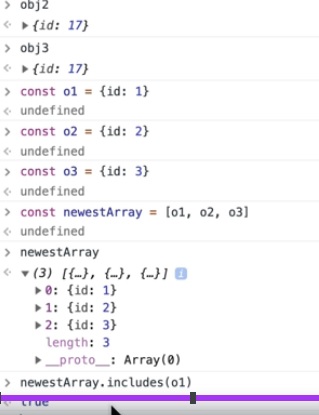 obj2
{id: 17}
obj3
{id: 17}
const o1 = {id: 1}
undefined
const o2 = {id: 2}
undefined
const o3 = {id: 3}
undefined
const newestArray = [o1, o2, o3]
undefined
newestArray
(3) [{…}, {…}, {…}] i
0: {id: 1}
1: {id: 2}
2: {id: 3}
length: 3
__proto__: Array(0)
newestArray.includes(o1)
true